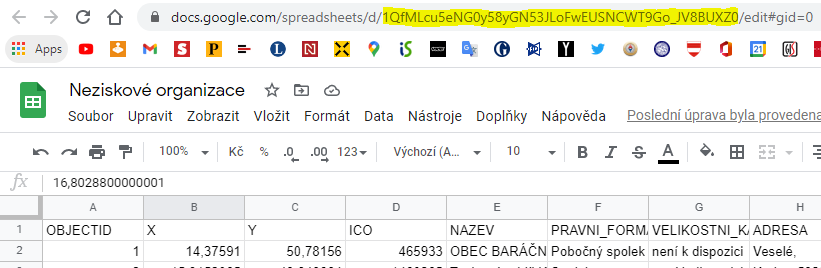 docs.google.com/spreadsheets/d/1QfMLcu5eNG0y58yGN53JLoFwEUSNCWT9Go_JV8BUXZ0/edit#gid=0
Apps
Neziskové organizace
Soubor Upravit Zobrazit Vložit Formát Data Nástroje Doplňky Nápověda Poslední úprava byla provedena
100% Kč % .0 .00 123 Výchozí (A... 10 B I S A
fx 16,8028800000001
A B C D E F G H
1 OBJECTID X Y ICO NAZEV PRAVNI_FORMA VELIKOSTNI_KA ADRESA
2 1 14,37591 50,78156 465933 OBEC BARÁČN Pobočný spolek není k dispozici Veselé,